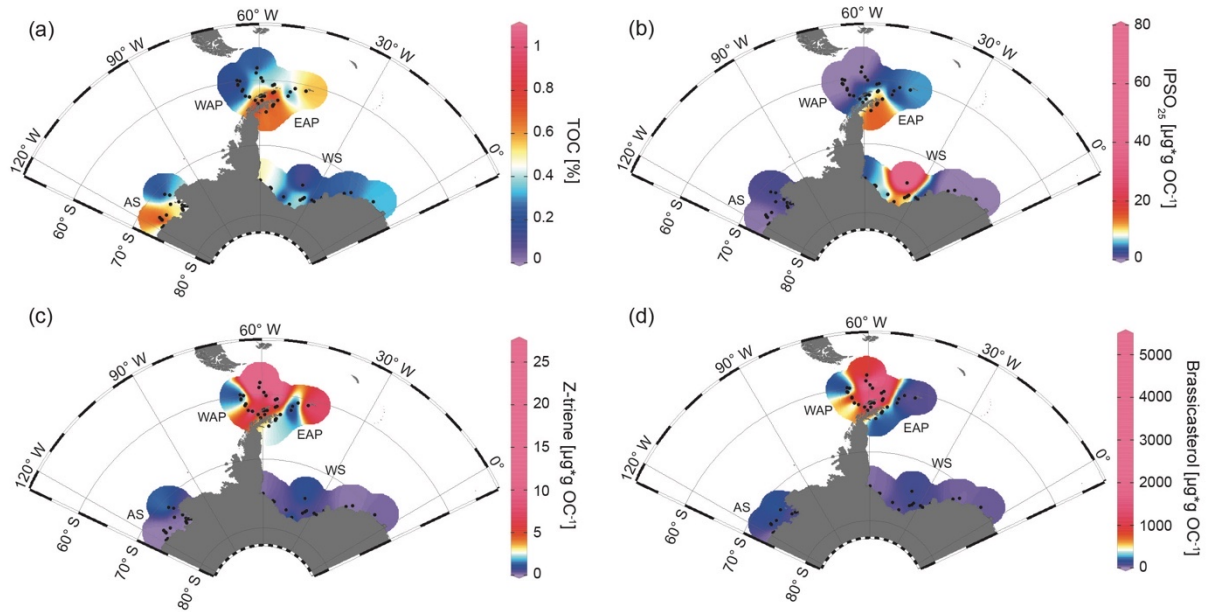 (a)
60° W
90° W
30° W
120° W
0°
60° S
70° S
80° S
WAP
EAP
WS
AS
1
0.8
0.6
0.4
0.2
0
TOC [%]
(b)
60° W
90° W
30° W
120° W
0°
60° S
70° S
80° S
WAP
EAP
WS
AS
80
60
40
20
0
IPSO₂₅ [µg*g OC⁻¹]
(c)
60° W
90° W
30° W
120° W
0°
60° S
70° S
80° S
WAP
EAP
WS
AS
25
20
15
10
5
0
Z-triene [µg*g OC⁻¹]
(d)
60° W
90° W
30° W
120° W
0°
60° S
70° S
80° S
WAP
EAP
WS
AS
5000
4000
3000
2000
1000
0
Brassicasterol [µg*g OC⁻¹]